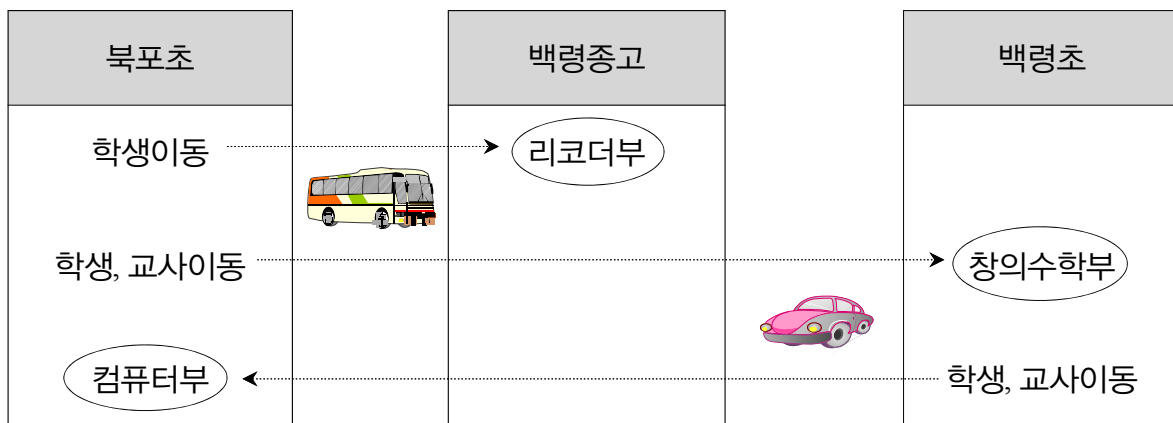 북포초 백령종고 백령초
학생이동 리코더부
학생, 교사이동 창의수학부
컴퓨터부 학생, 교사이동